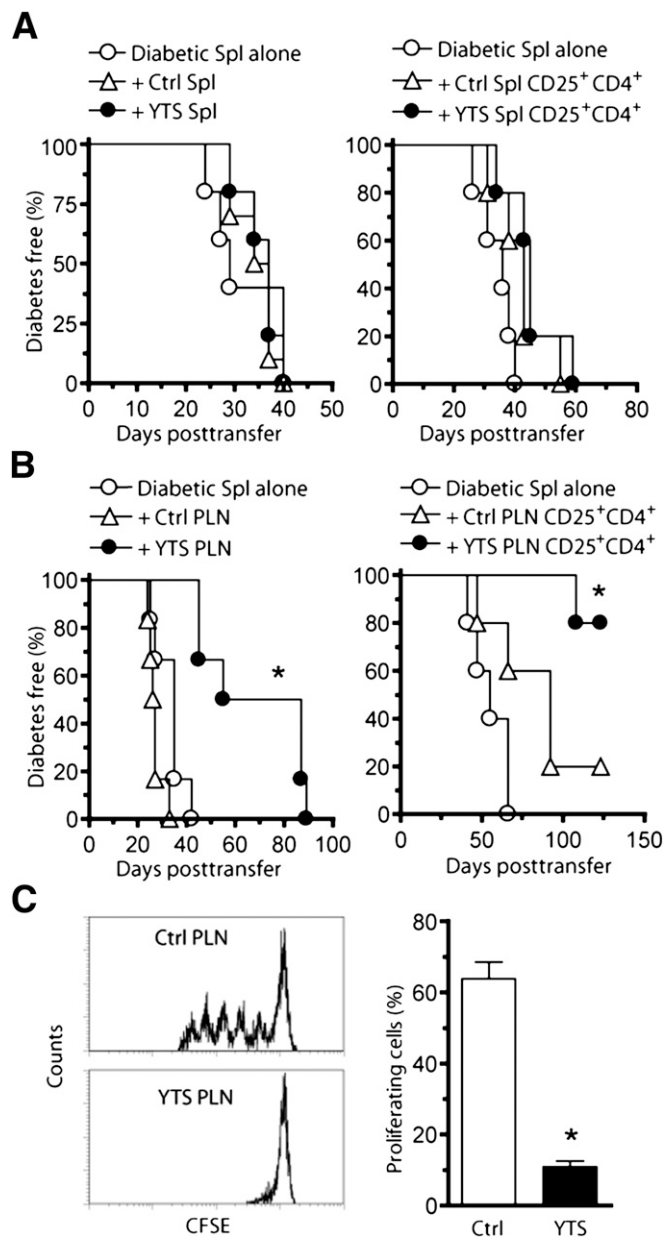 A
Diabetic Spl alone
+ Ctrl Spl
+ YTS Spl
Diabetic Spl alone
+ Ctrl Spl CD25⁺CD4⁺
+ YTS Spl CD25⁺CD4⁺
Diabetes free (%)
100
75
50
25
0
0 10 20 30 40 50
Days posttransfer
100
80
60
40
20
0
0 20 40 60 80
Days posttransfer
B
Diabetic Spl alone
+ Ctrl PLN
+ YTS PLN
Diabetic Spl alone
+ Ctrl PLN CD25⁺CD4⁺
+ YTS PLN CD25⁺CD4⁺
Diabetes free (%)
100
80
60
40
20
0
*
0 20 40 60 80 100
Days posttransfer
100
80
60
40
20
0
*
0 50 100 150
Days posttransfer
C
Counts
Ctrl PLN
YTS PLN
CFSE
Proliferating cells (%)
80
60
40
20
0
*
Ctrl YTS